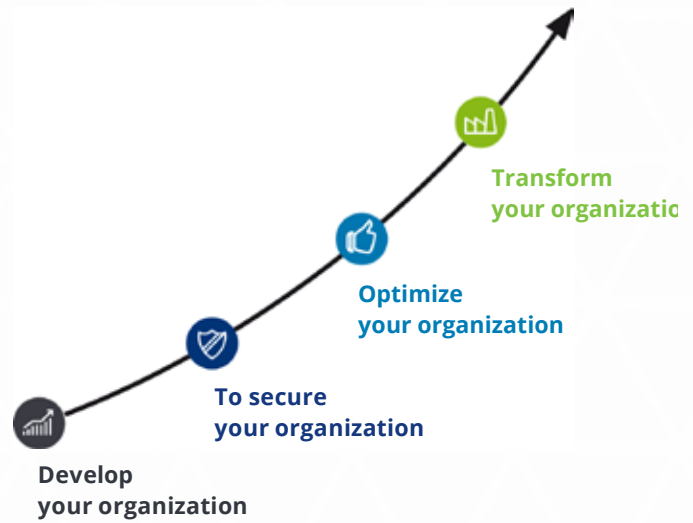 Transform
your organizatio
Optimize
your organization
To secure
your organization
Develop
your organization